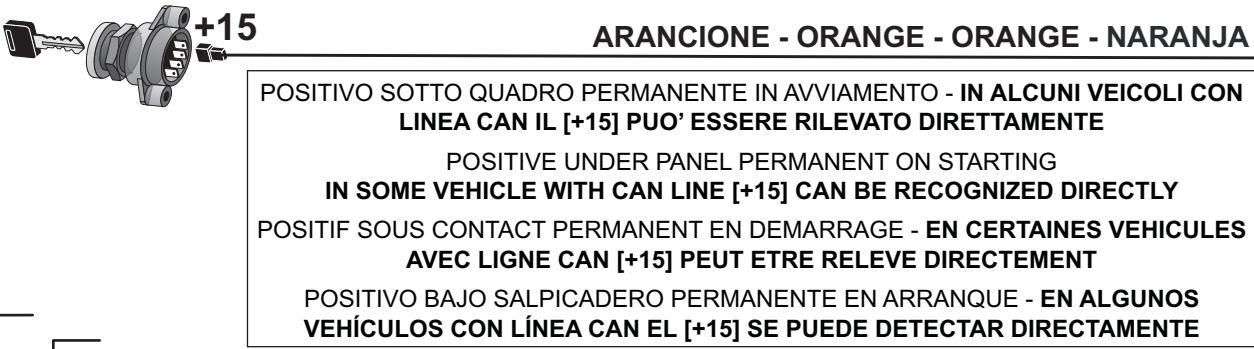 +15
ARANCIONE - ORANGE - ORANGE - NARANJA
POSITIVO SOTTO QUADRO PERMANENTE IN AVVIAMENTO - IN ALCUNI VEICOLI CON
LINEA CAN IL [+15] PUO’ ESSERE RILEVATO DIRETTAMENTE
POSITIVE UNDER PANEL PERMANENT ON STARTING
IN SOME VEHICLE WITH CAN LINE [+15] CAN BE RECOGNIZED DIRECTLY
POSITIF SOUS CONTACT PERMANENT EN DEMARRAGE - EN CERTAINES VEHICULES
AVEC LIGNE CAN [+15] PEUT ETRE RELEVE DIRECTEMENT
POSITIVO BAJO SALPICADERO PERMANENTE EN ARRANQUE - EN ALGUNOS
VEHÍCULOS CON LÍNEA CAN EL [+15] SE PUEDE DETECTAR DIRECTAMENTE